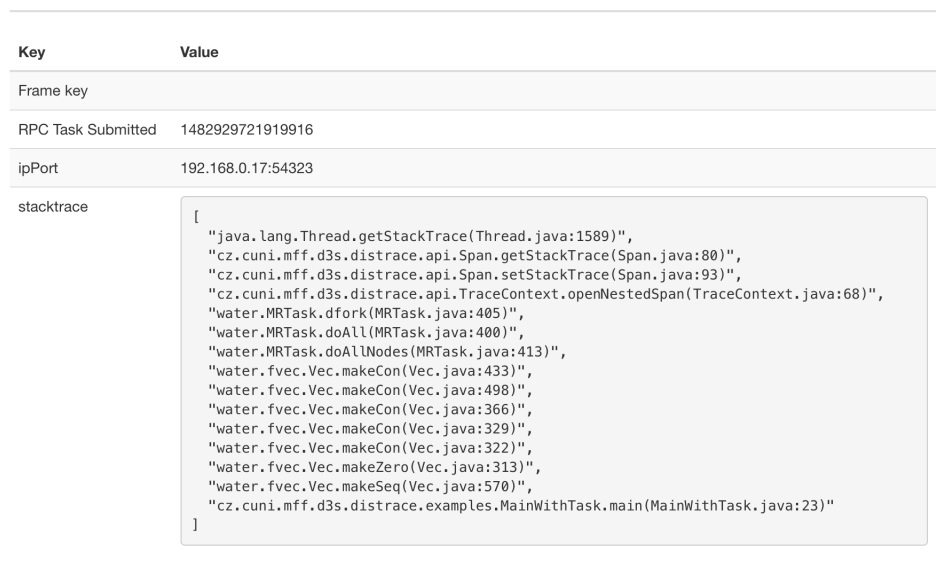 Key Value
Frame key
RPC Task Submitted 1482929721919916
ipPort 192.168.0.17:54323
stacktrace
[
"java.lang.Thread.getStackTrace(Thread.java:1589)",
"cz.cuni.mff.d3s.distrace.api.Span.getStackTrace(Span.java:80)",
"cz.cuni.mff.d3s.distrace.api.Span.setStackTrace(Span.java:93)",
"cz.cuni.mff.d3s.distrace.api.TraceContext.openNestedSpan(TraceContext.java:68)",
"water.MRTask.dfork(MRTask.java:405)",
"water.MRTask.doAll(MRTask.java:400)",
"water.MRTask.doAllNodes(MRTask.java:413)",
"water.fvec.Vec.makeCon(Vec.java:433)",
"water.fvec.Vec.makeCon(Vec.java:498)",
"water.fvec.Vec.makeCon(Vec.java:366)",
"water.fvec.Vec.makeCon(Vec.java:329)",
"water.fvec.Vec.makeCon(Vec.java:322)",
"water.fvec.Vec.makeZero(Vec.java:313)",
"water.fvec.Vec.makeSeq(Vec.java:570)",
"cz.cuni.mff.d3s.distrace.examples.MainWithTask.main(MainWithTask.java:23)"
]